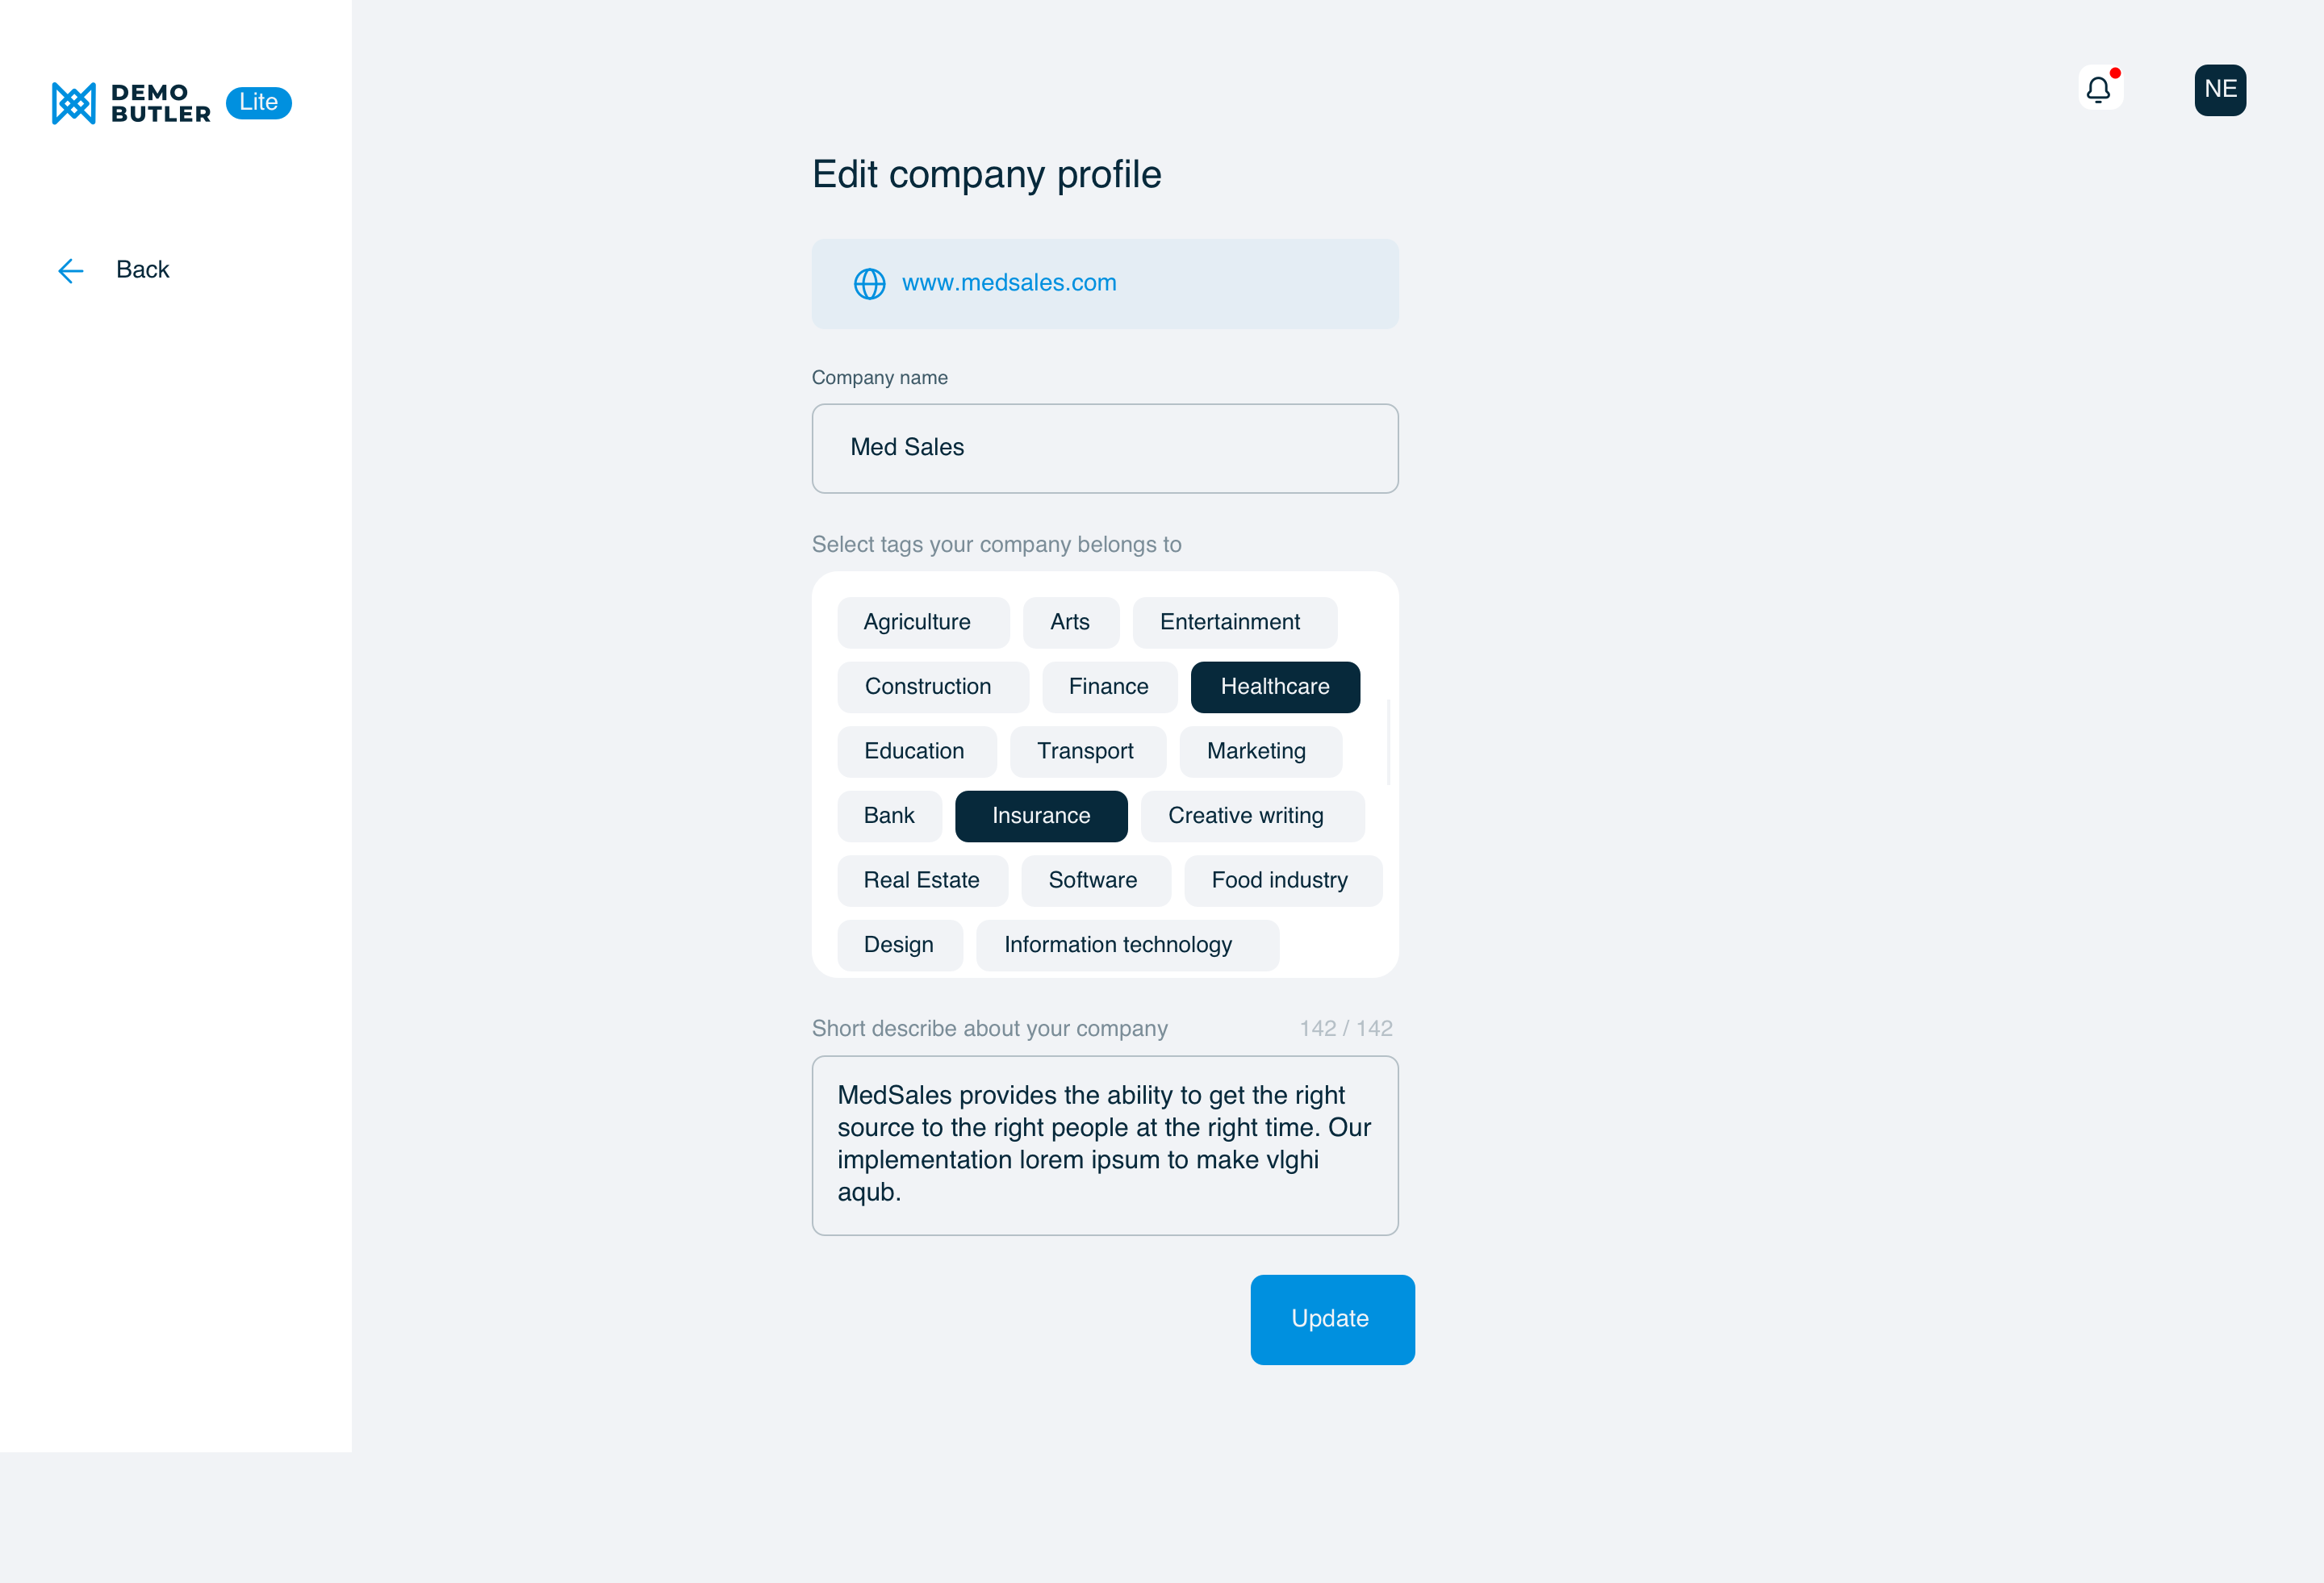 DEMO
BUTLER
Lite
NE
Edit company profile
Back
www.medsales.com
Company name
Med Sales
Select tags your company belongs to
Agriculture Arts Entertainment
Construction Finance Healthcare
Education Transport Marketing
Bank Insurance Creative writing
Real Estate Software Food industry
Design Information technology
Short describe about your company 142 / 142
MedSales provides the ability to get the right
source to the right people at the right time. Our
implementation lorem ipsum to make vlghi
aqub.
Update